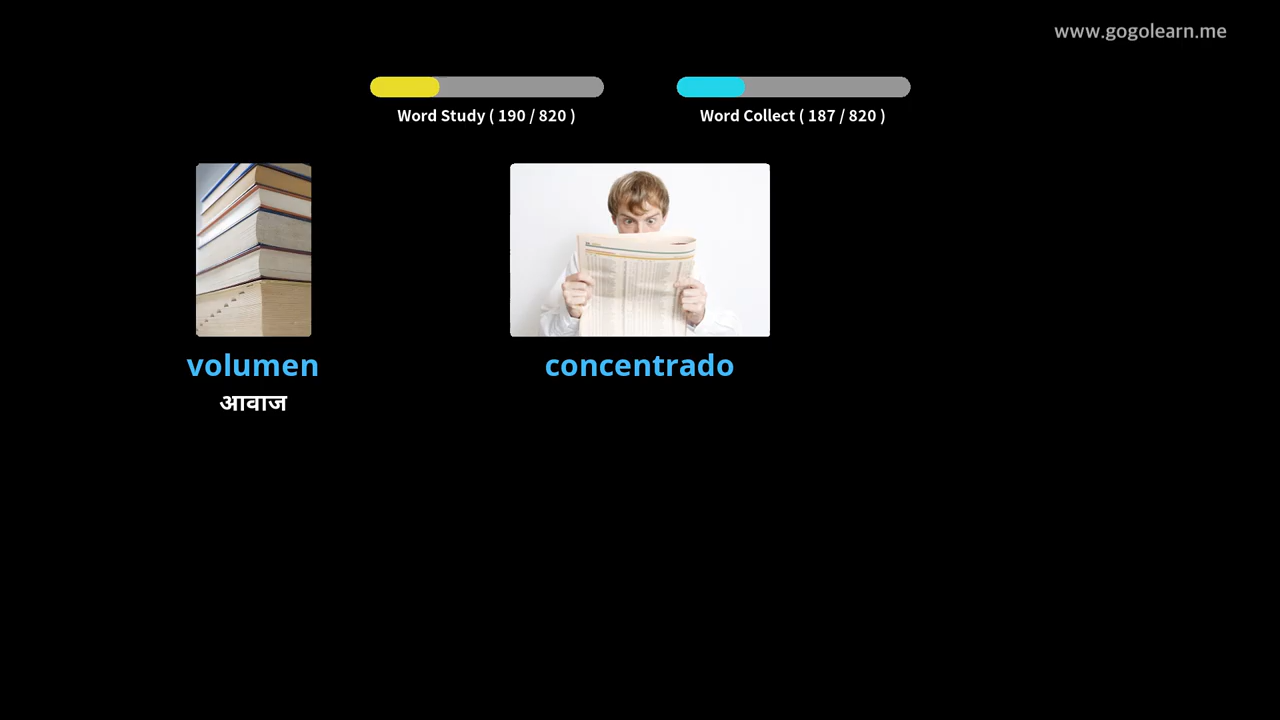 www.gogolearn.me
Word Study ( 190 / 820 )
Word Collect ( 187 / 820 )
volumen
आवाज
concentrado